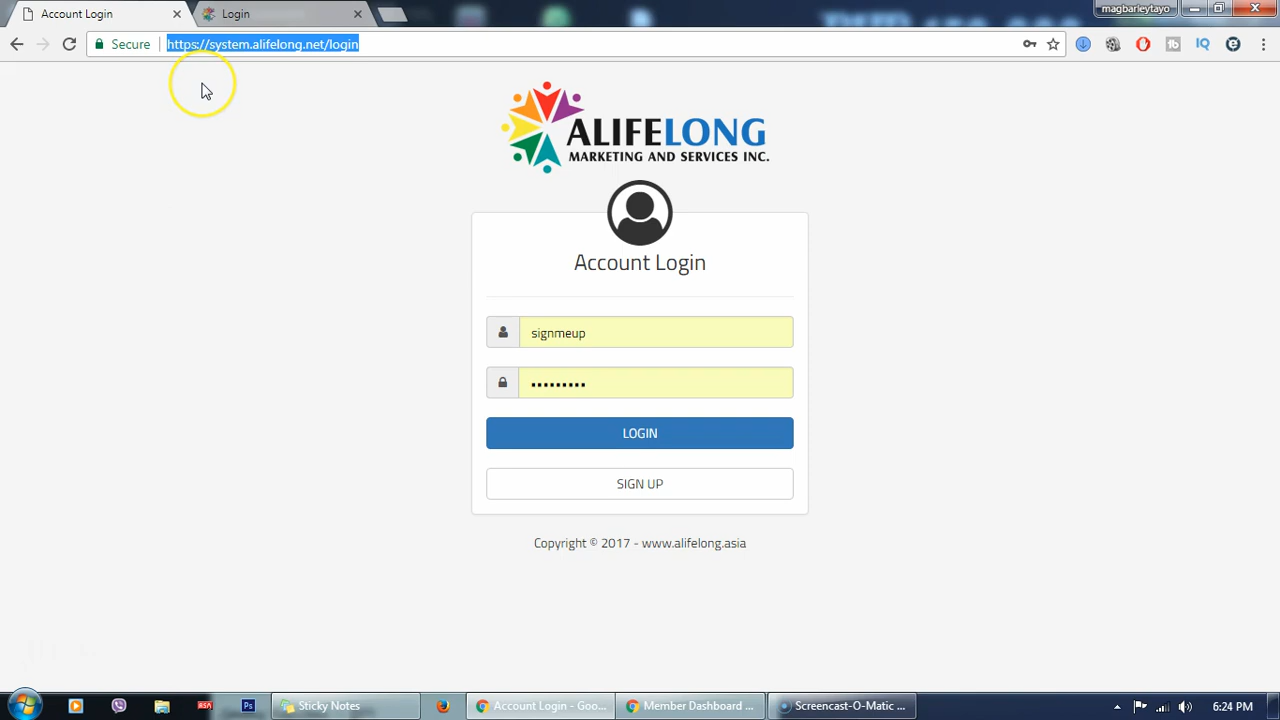 Account Login
Login
magbarleytayo
Secure
https://system.alifelong.net/login
ALIFELONG
MARKETING AND SERVICES INC.
Account Login
signmeup
LOGIN
SIGN UP
Copyright © 2017 - www.alifelong.asia
Sticky Notes
Account Login - Goo...
Member Dashboard ...
Screencast-O-Matic ...
6:24 PM